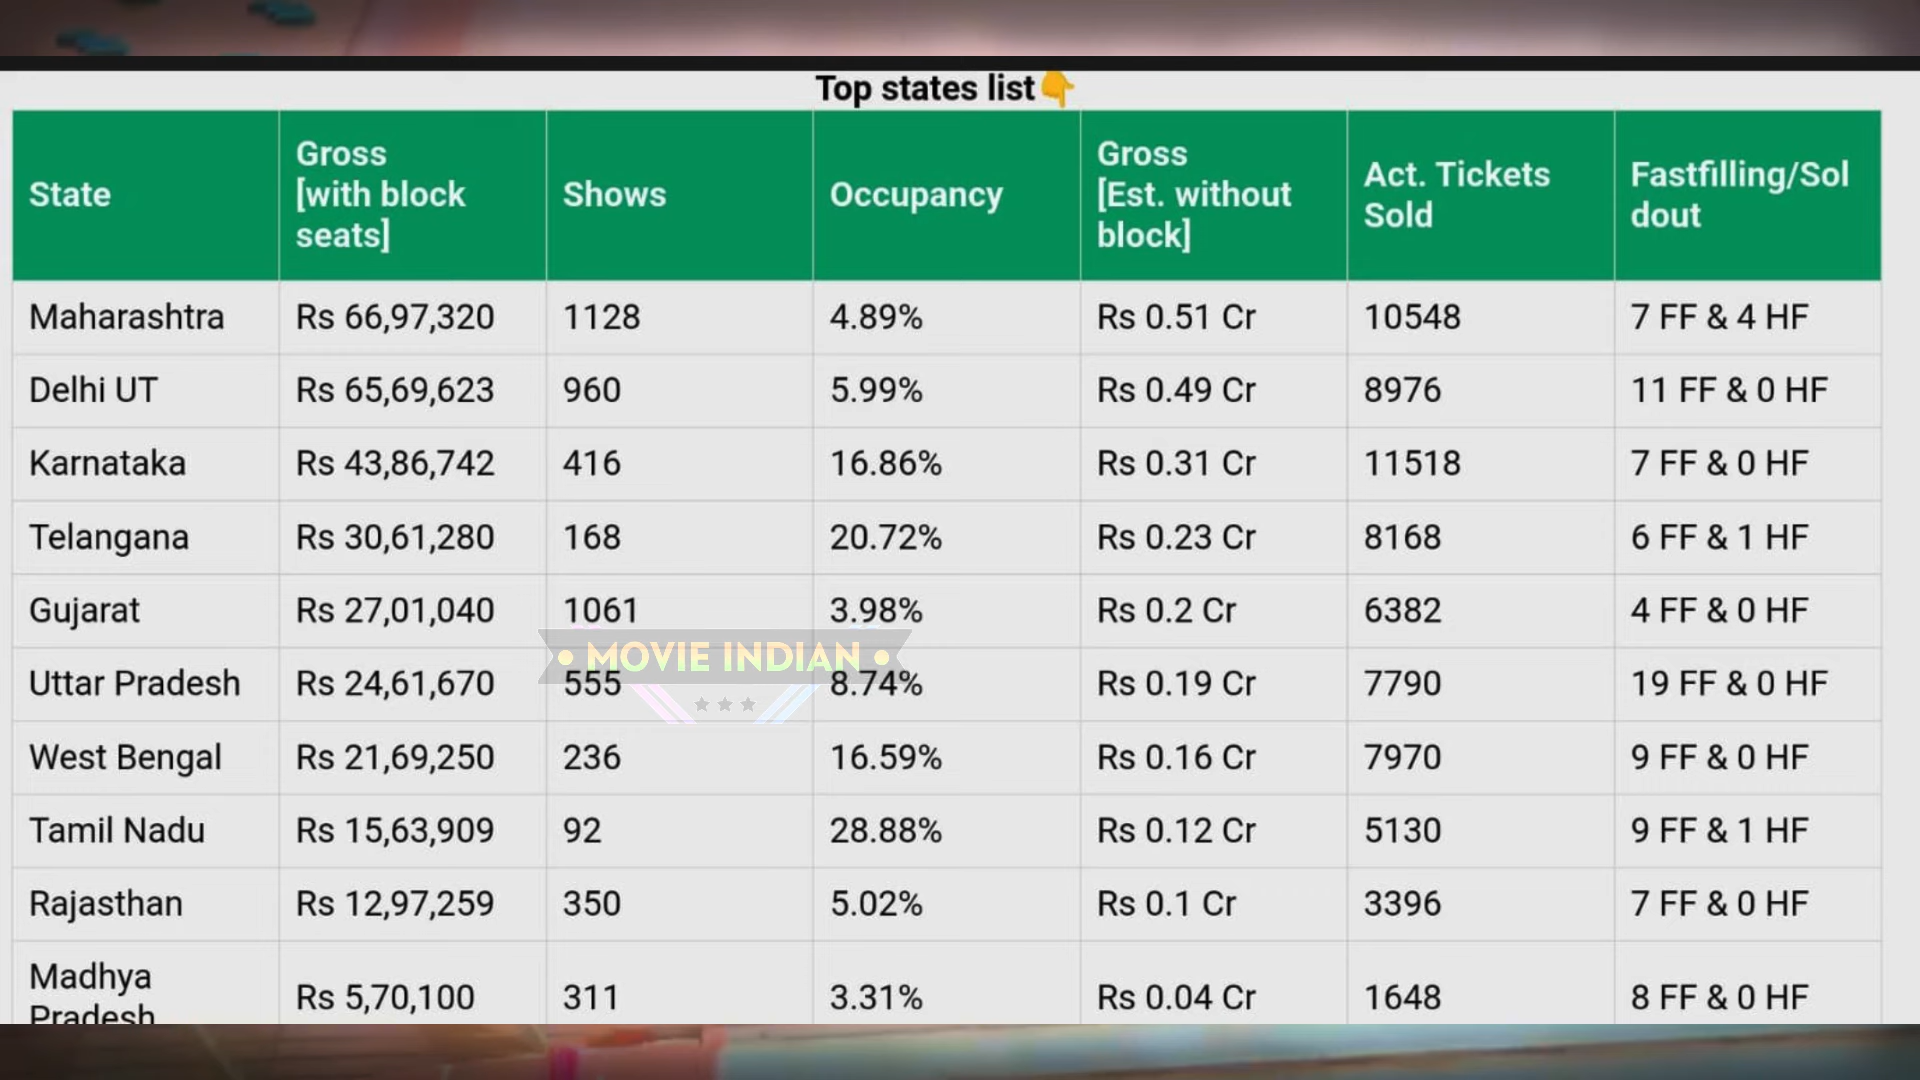 Top states list👇
State Gross [with block seats] Shows Occupancy Gross [Est. without block] Act. Tickets Sold Fastfilling/Soldout
Maharashtra Rs 66,97,320 1128 4.89% Rs 0.51 Cr 10548 7 FF & 4 HF
Delhi UT Rs 65,69,623 960 5.99% Rs 0.49 Cr 8976 11 FF & 0 HF
Karnataka Rs 43,86,742 416 16.86% Rs 0.31 Cr 11518 7 FF & 0 HF
Telangana Rs 30,61,280 168 20.72% Rs 0.23 Cr 8168 6 FF & 1 HF
Gujarat Rs 27,01,040 1061 3.98% Rs 0.2 Cr 6382 4 FF & 0 HF
MOVIE INDIAN
Uttar Pradesh Rs 24,61,670 555 8.74% Rs 0.19 Cr 7790 19 FF & 0 HF
West Bengal Rs 21,69,250 236 16.59% Rs 0.16 Cr 7970 9 FF & 0 HF
Tamil Nadu Rs 15,63,909 92 28.88% Rs 0.12 Cr 5130 9 FF & 1 HF
Rajasthan Rs 12,97,259 350 5.02% Rs 0.1 Cr 3396 7 FF & 0 HF
Madhya Pradesh Rs 5,70,100 311 3.31% Rs 0.04 Cr 1648 8 FF & 0 HF